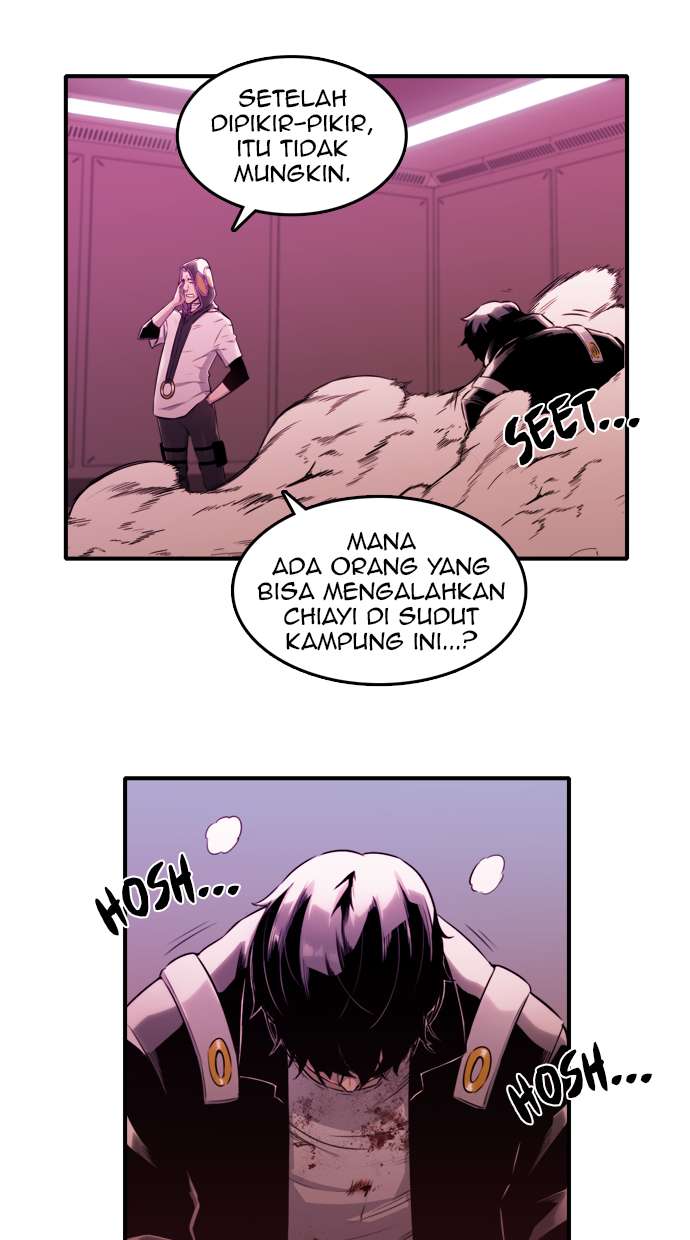 SETELAH
DIPIKIR-PIKIR,
ITU TIDAK
MUNGKIN.
SEET...
MANA
ADA ORANG YANG
BISA MENGALAHKAN
CHIAYI DI SUDUT
KAMPUNG INI...?
HOSH...
HOSH...